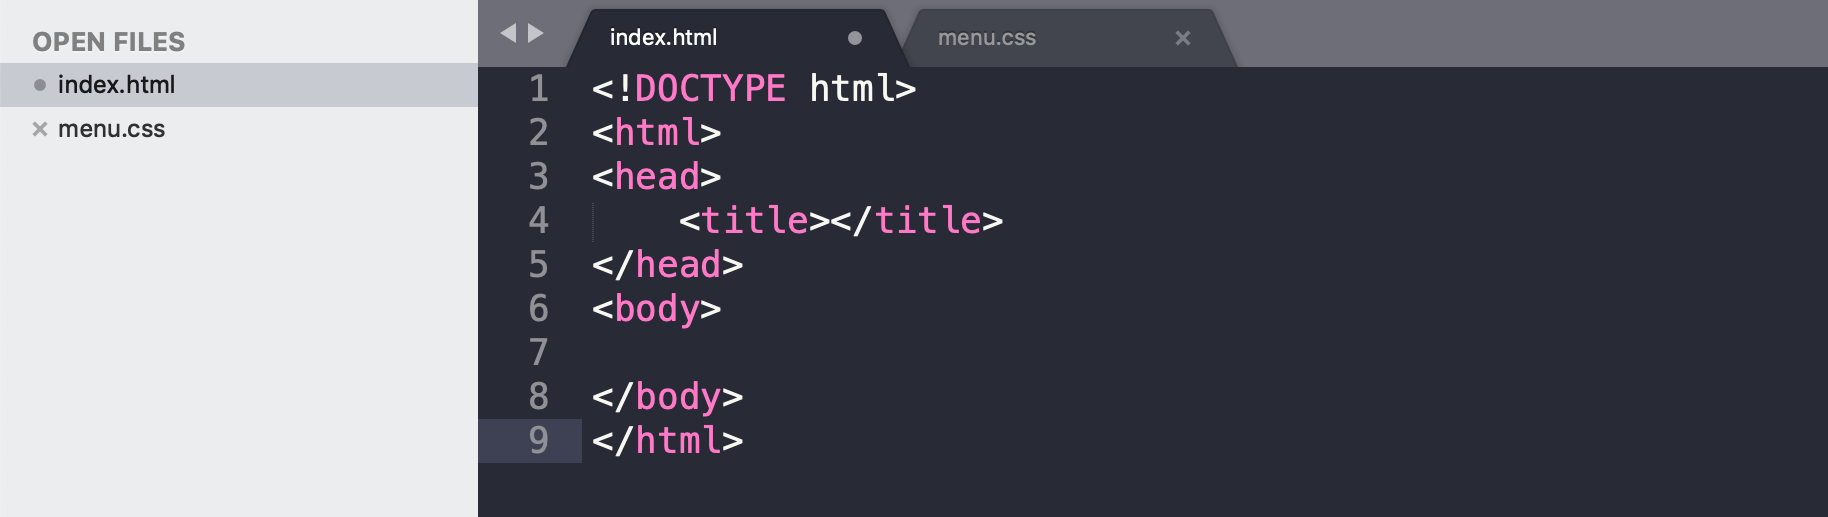 OPEN FILES
index.html
menu.css
index.html
menu.css
1 <!DOCTYPE html>
2 <html>
3 <head>
4     <title></title>
5 </head>
6 <body>
7
8 </body>
9 </html>